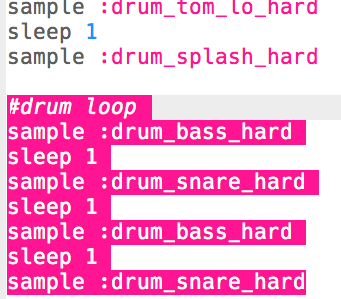 sample :drum_tom_lo_hard
sleep 1
sample :drum_splash_hard
#drum loop
sample :drum_bass_hard
sleep 1
sample :drum_snare_hard
sleep 1
sample :drum_bass_hard
sleep 1
sample :drum_snare_hard